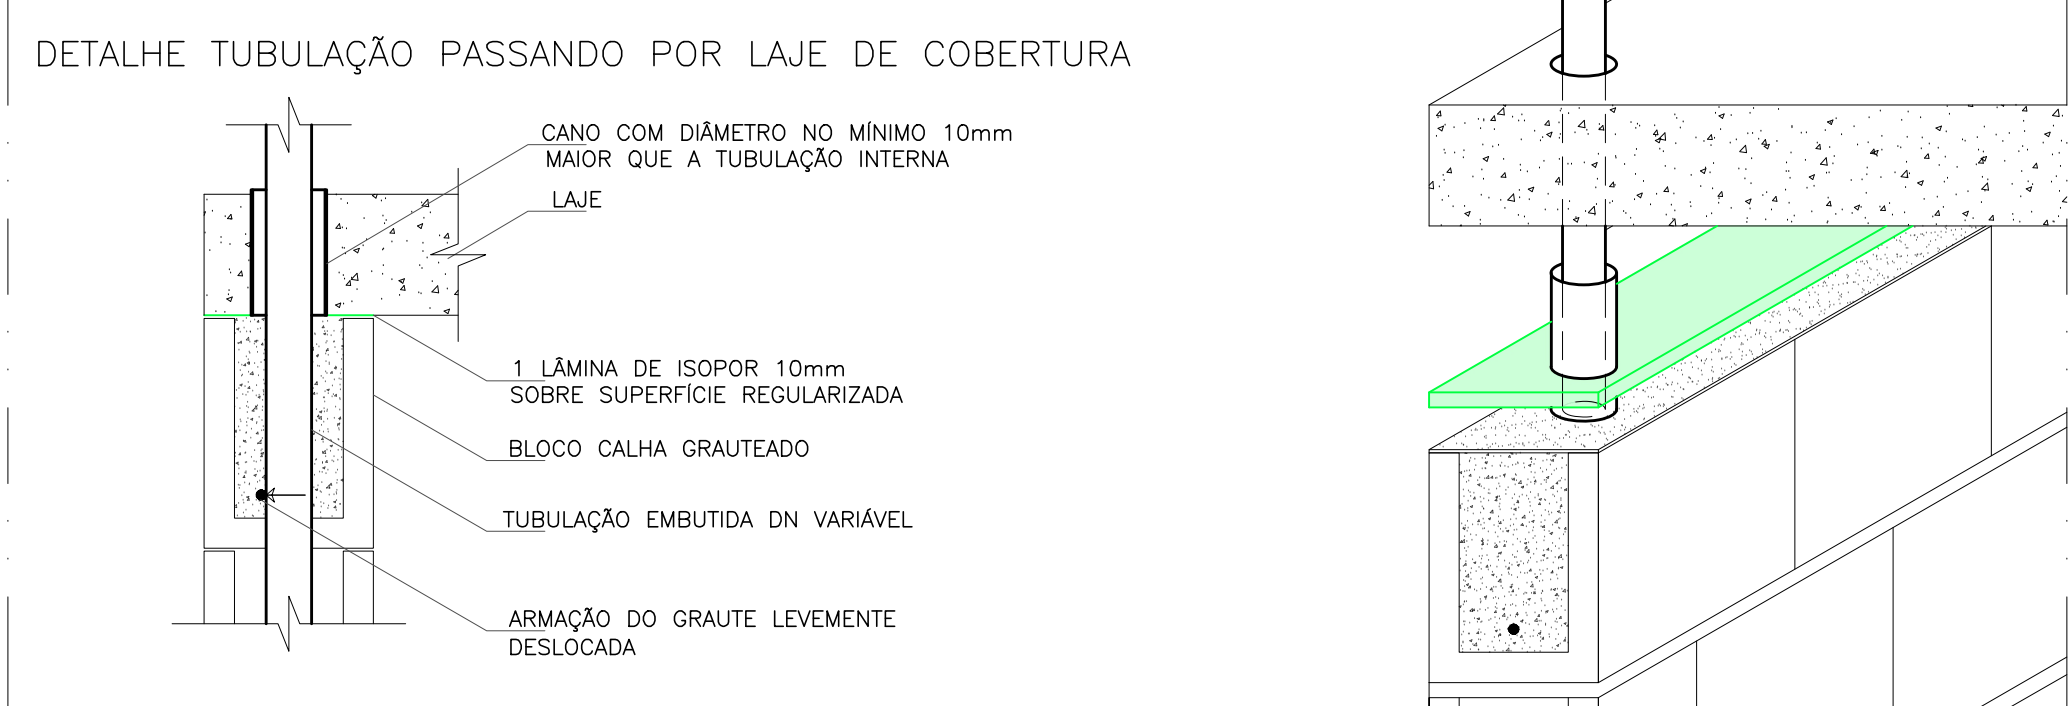 DETALHE TUBULAÇÃO PASSANDO POR LAJE DE COBERTURA
CANO COM DIÂMETRO NO MÍNIMO 10mm
MAIOR QUE A TUBULAÇÃO INTERNA
LAJE
1 LÂMINA DE ISOPOR 10mm
SOBRE SUPERFÍCIE REGULARIZADA
BLOCO CALHA GRAUTEADO
TUBULAÇÃO EMBUTIDA DN VARIÁVEL
ARMAÇÃO DO GRAUTE LEVEMENTE
DESLOCADA